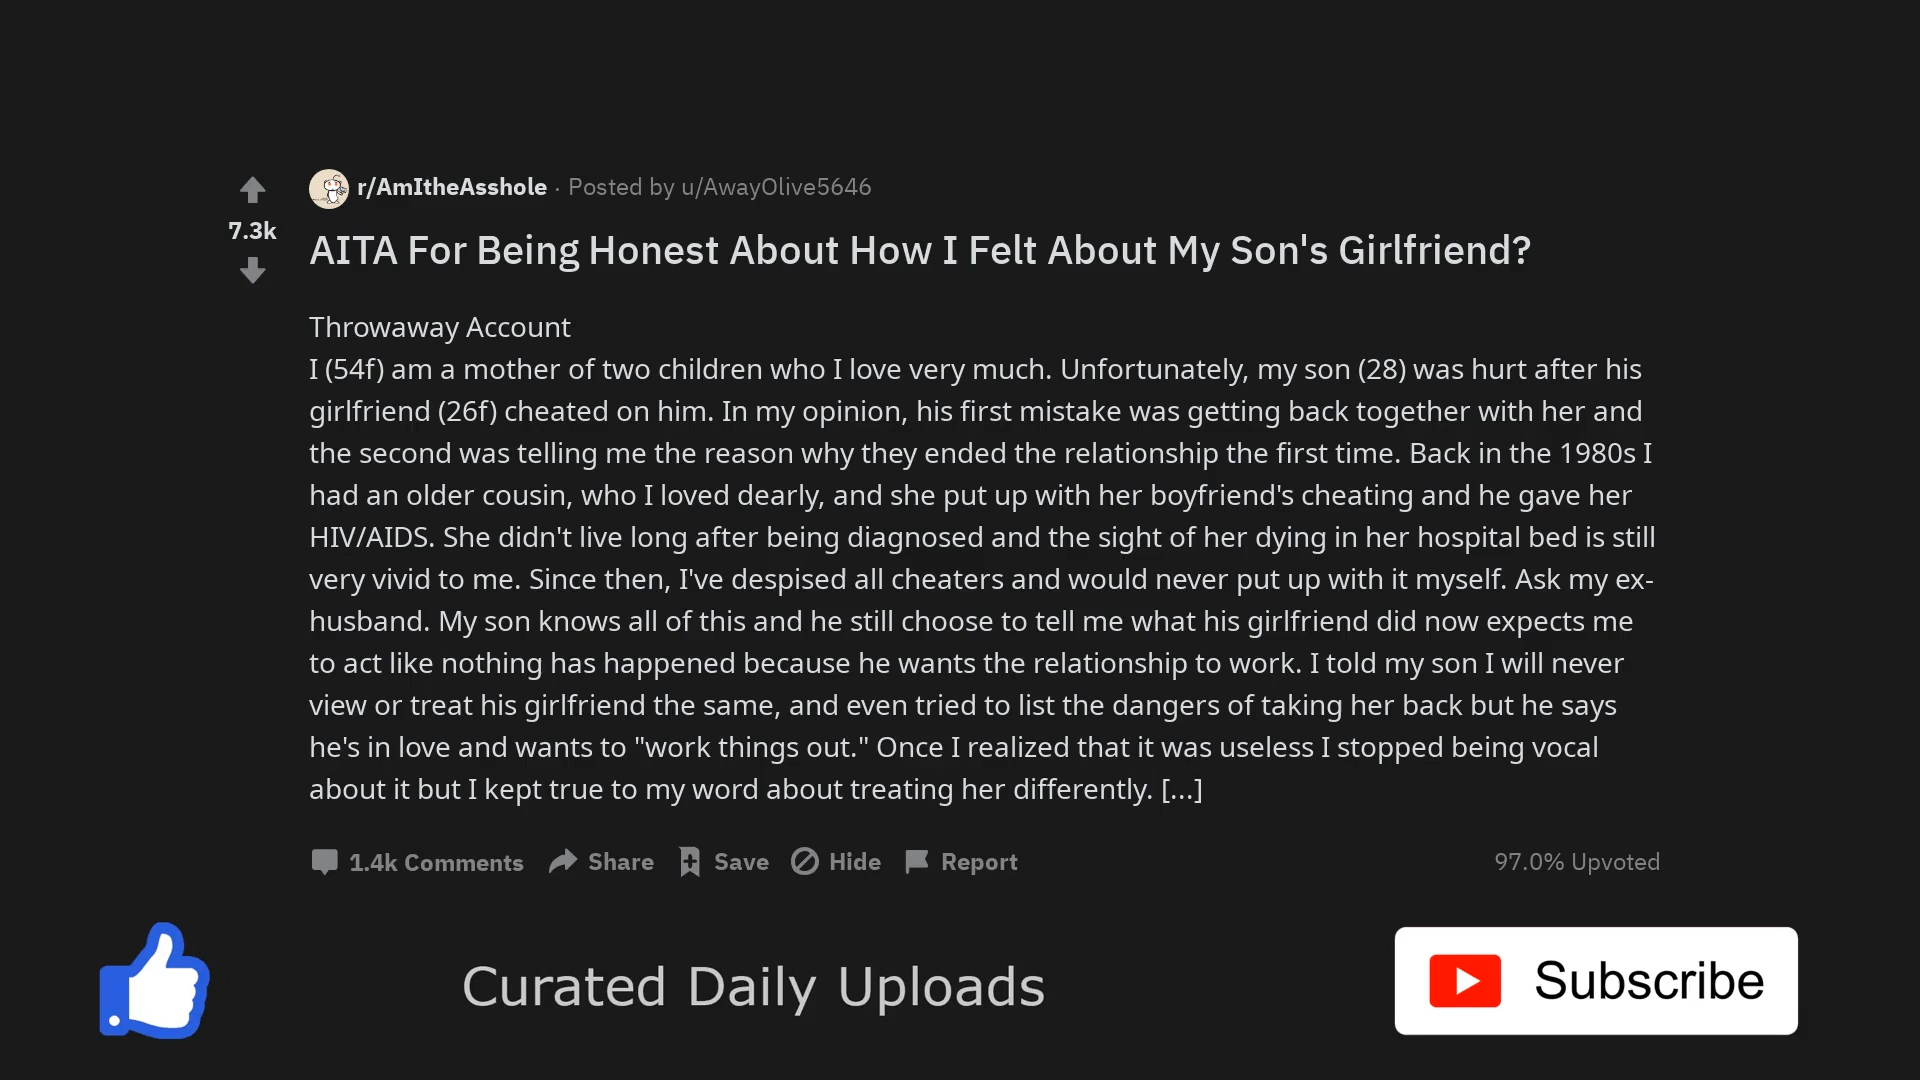 r/AmItheAsshole · Posted by u/AwayOlive5646
7.3k
AITA For Being Honest About How I Felt About My Son's Girlfriend?
Throwaway Account
I (54f) am a mother of two children who I love very much. Unfortunately, my son (28) was hurt after his
girlfriend (26f) cheated on him. In my opinion, his first mistake was getting back together with her and
the second was telling me the reason why they ended the relationship the first time. Back in the 1980s I
had an older cousin, who I loved dearly, and she put up with her boyfriend's cheating and he gave her
HIV/AIDS. She didn't live long after being diagnosed and the sight of her dying in her hospital bed is still
very vivid to me. Since then, I've despised all cheaters and would never put up with it myself. Ask my ex-
husband. My son knows all of this and he still choose to tell me what his girlfriend did now expects me
to act like nothing has happened because he wants the relationship to work. I told my son I will never
view or treat his girlfriend the same, and even tried to list the dangers of taking her back but he says
he's in love and wants to "work things out." Once I realized that it was useless I stopped being vocal
about it but I kept true to my word about treating her differently. [...]
1.4k Comments Share Save Hide Report 97.0% Upvoted
Curated Daily Uploads
Subscribe